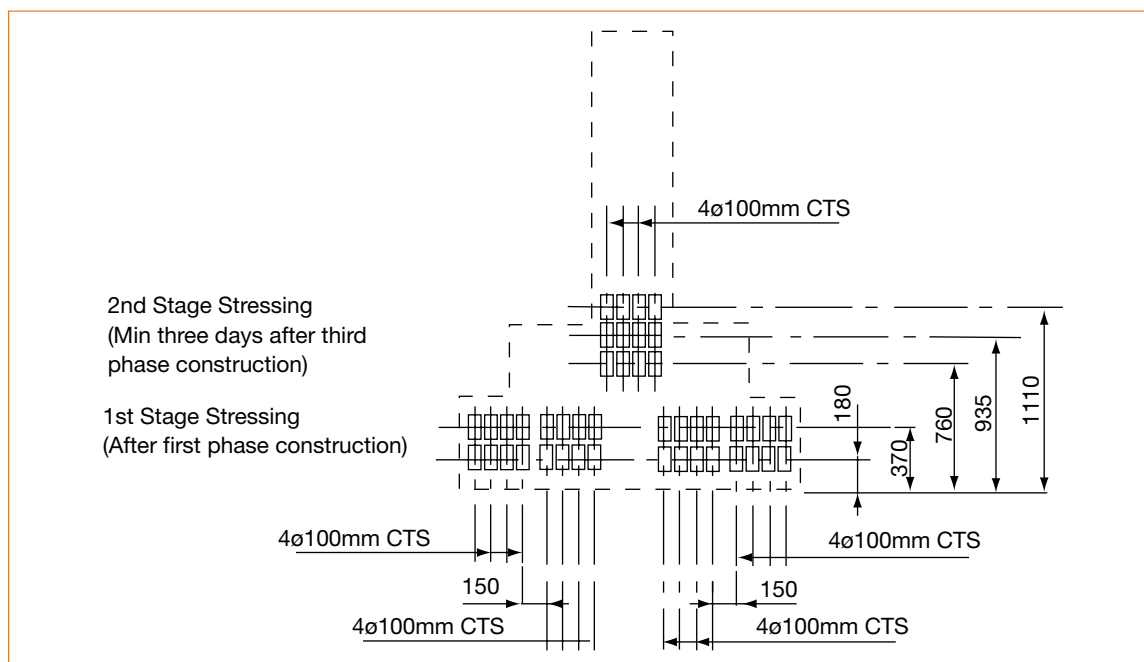 4ø100mm CTS
2nd Stage Stressing
(Min three days after third
phase construction)
1st Stage Stressing
(After first phase construction)
180
370
760
935
1110
4ø100mm CTS
4ø100mm CTS
150
150
4ø100mm CTS
4ø100mm CTS